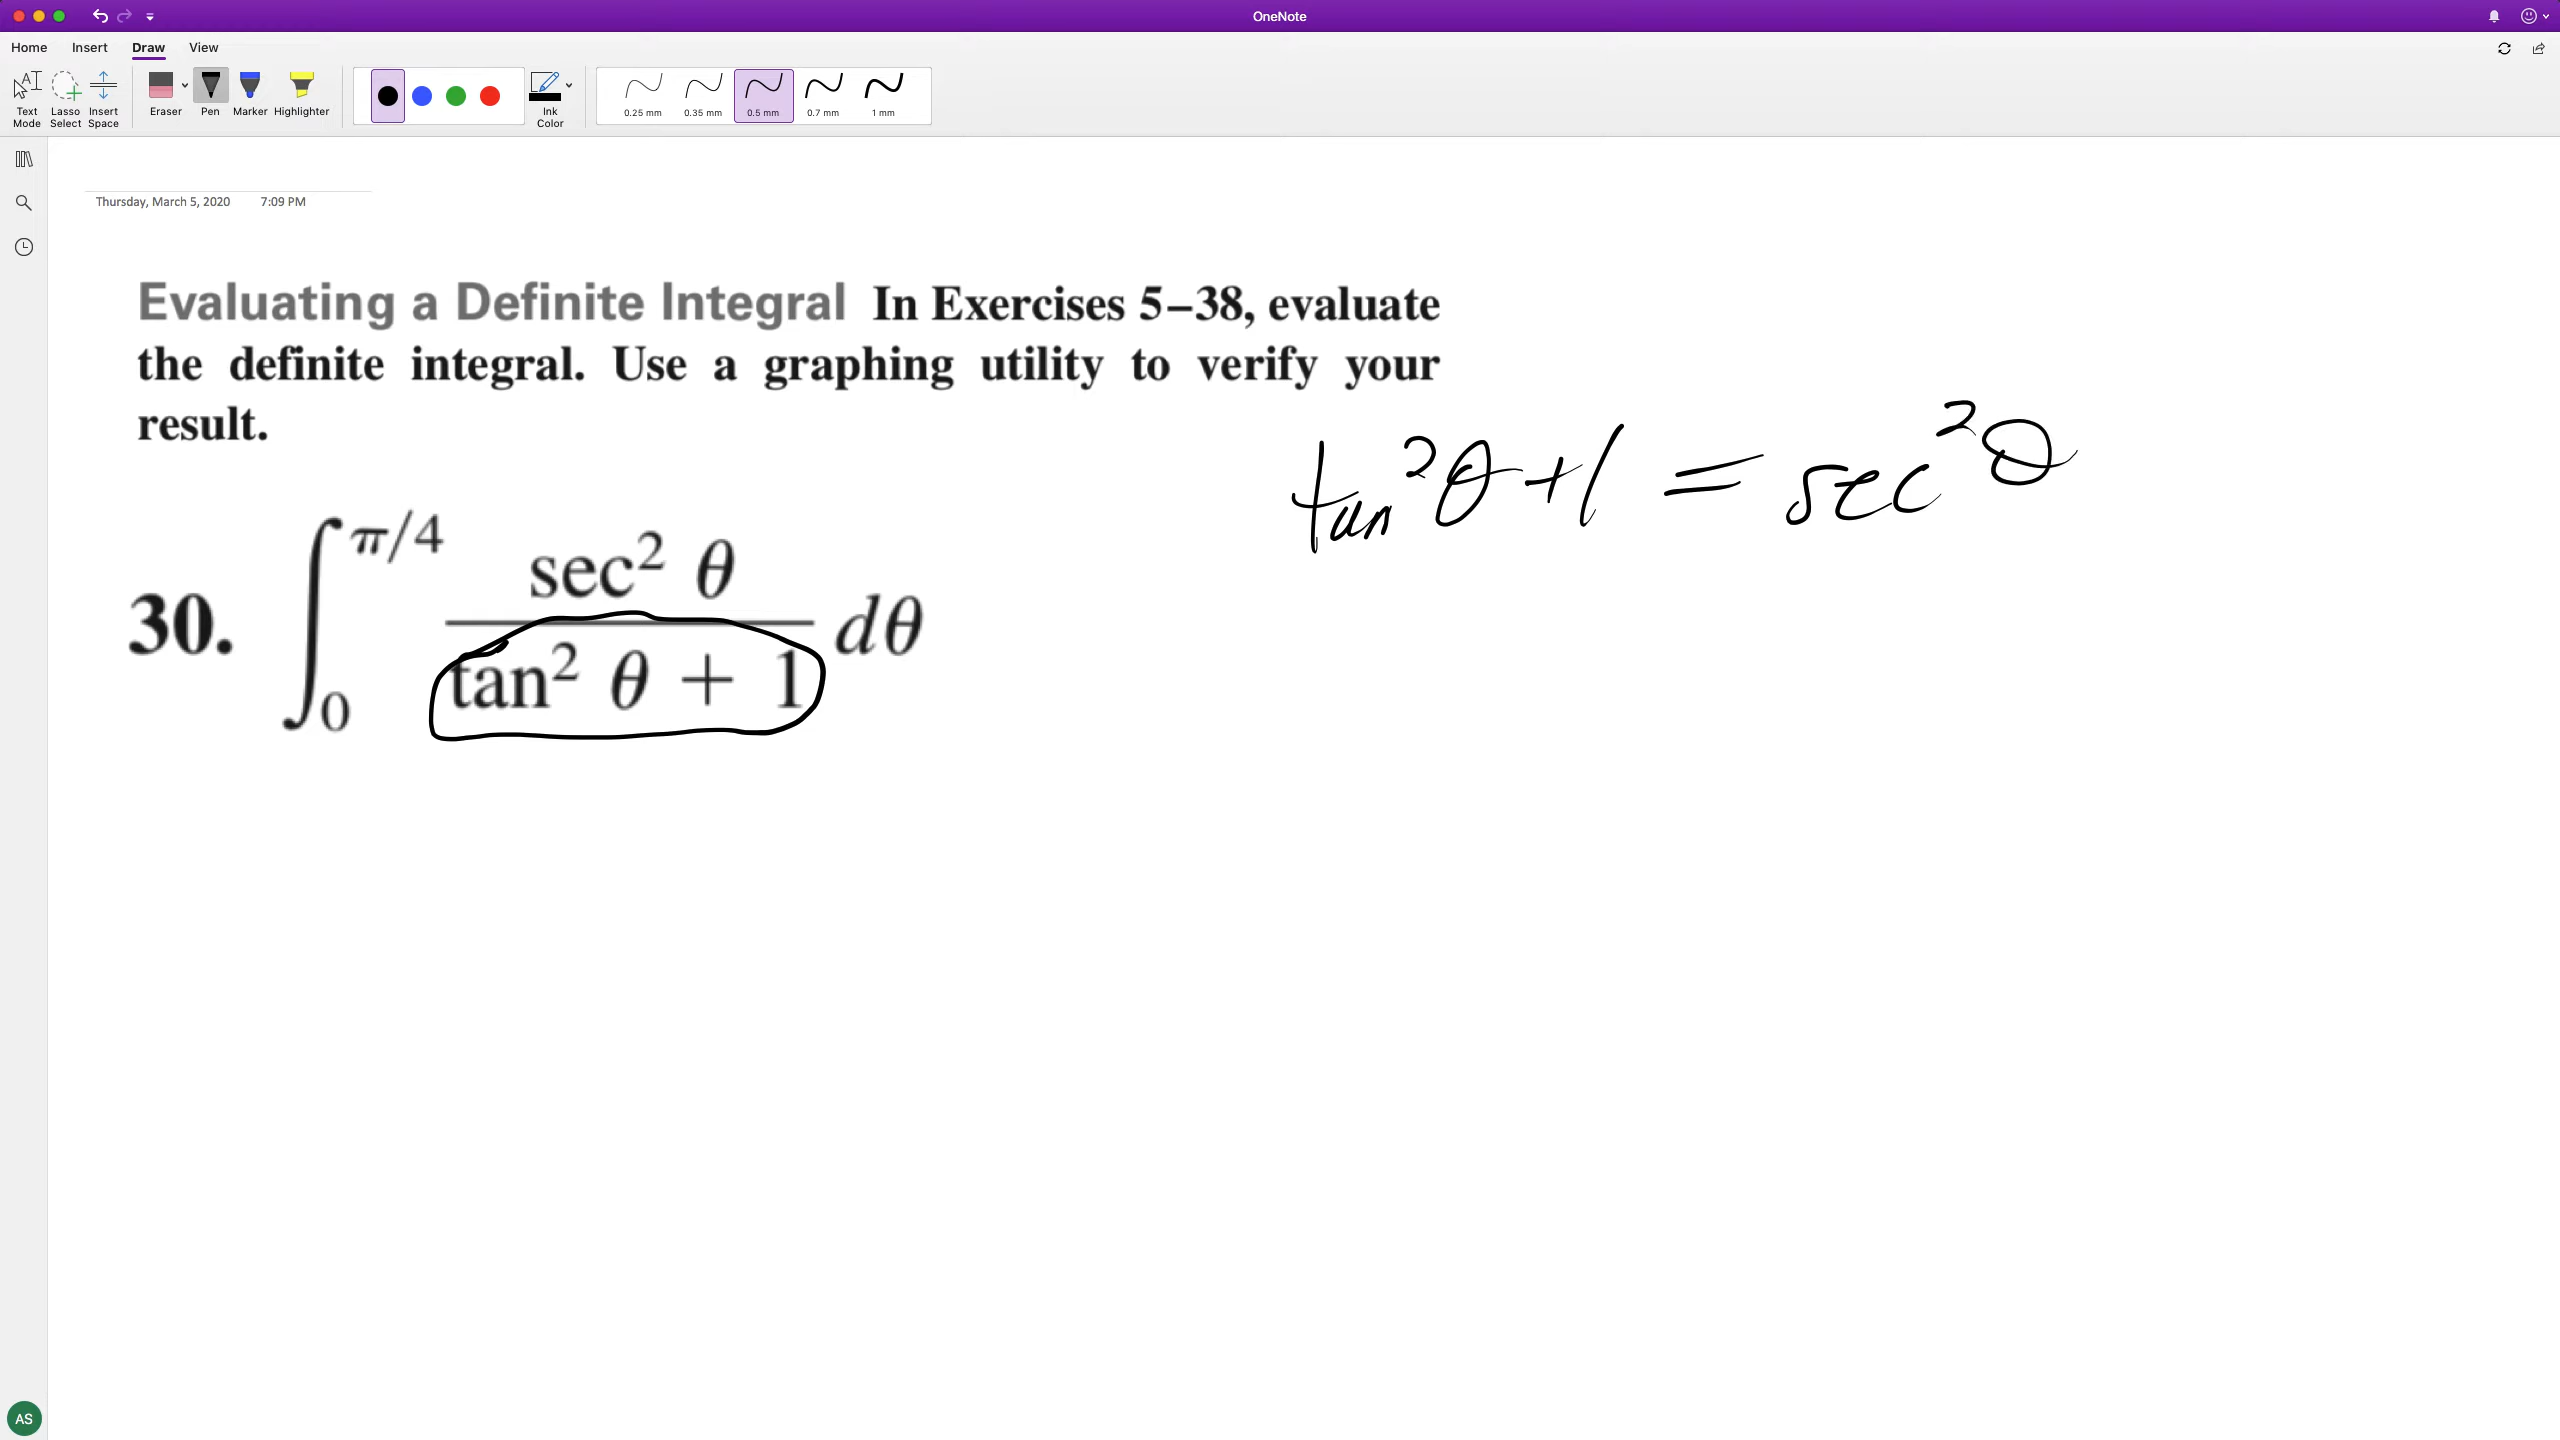 OneNote
Home Insert Draw View
Text Mode Lasso Select Insert Space Eraser Pen Marker Highlighter Ink Color 0.25 mm 0.35 mm 0.5 mm 0.7 mm 1 mm
Thursday, March 5, 2020 7:09 PM
Evaluating a Definite Integral In Exercises 5–38, evaluate
the definite integral. Use a graphing utility to verify your
result.
tan²θ+1 = sec²θ
30. ∫₀^π/4 sec² θ / tan² θ + 1 dθ
AS